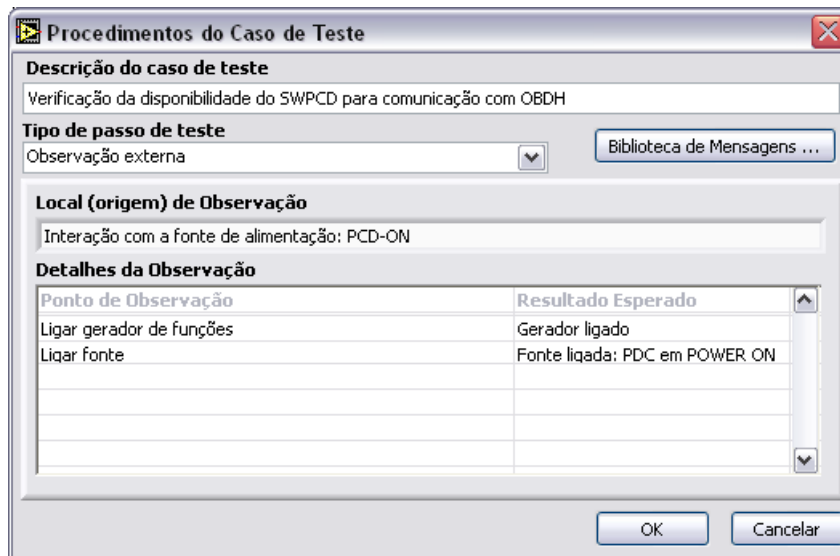 Procedimentos do Caso de Teste
Descrição do caso de teste
Verificação da disponibilidade do SWPCD para comunicação com OBDH
Tipo de passo de teste
Observação externa
Biblioteca de Mensagens ...
Local (origem) de Observação
Interação com a fonte de alimentação: PCD-ON
Detalhes da Observação
Ponto de Observação Resultado Esperado
Ligar gerador de funções Gerador ligado
Ligar fonte Fonte ligada: PDC em POWER ON
OK Cancelar